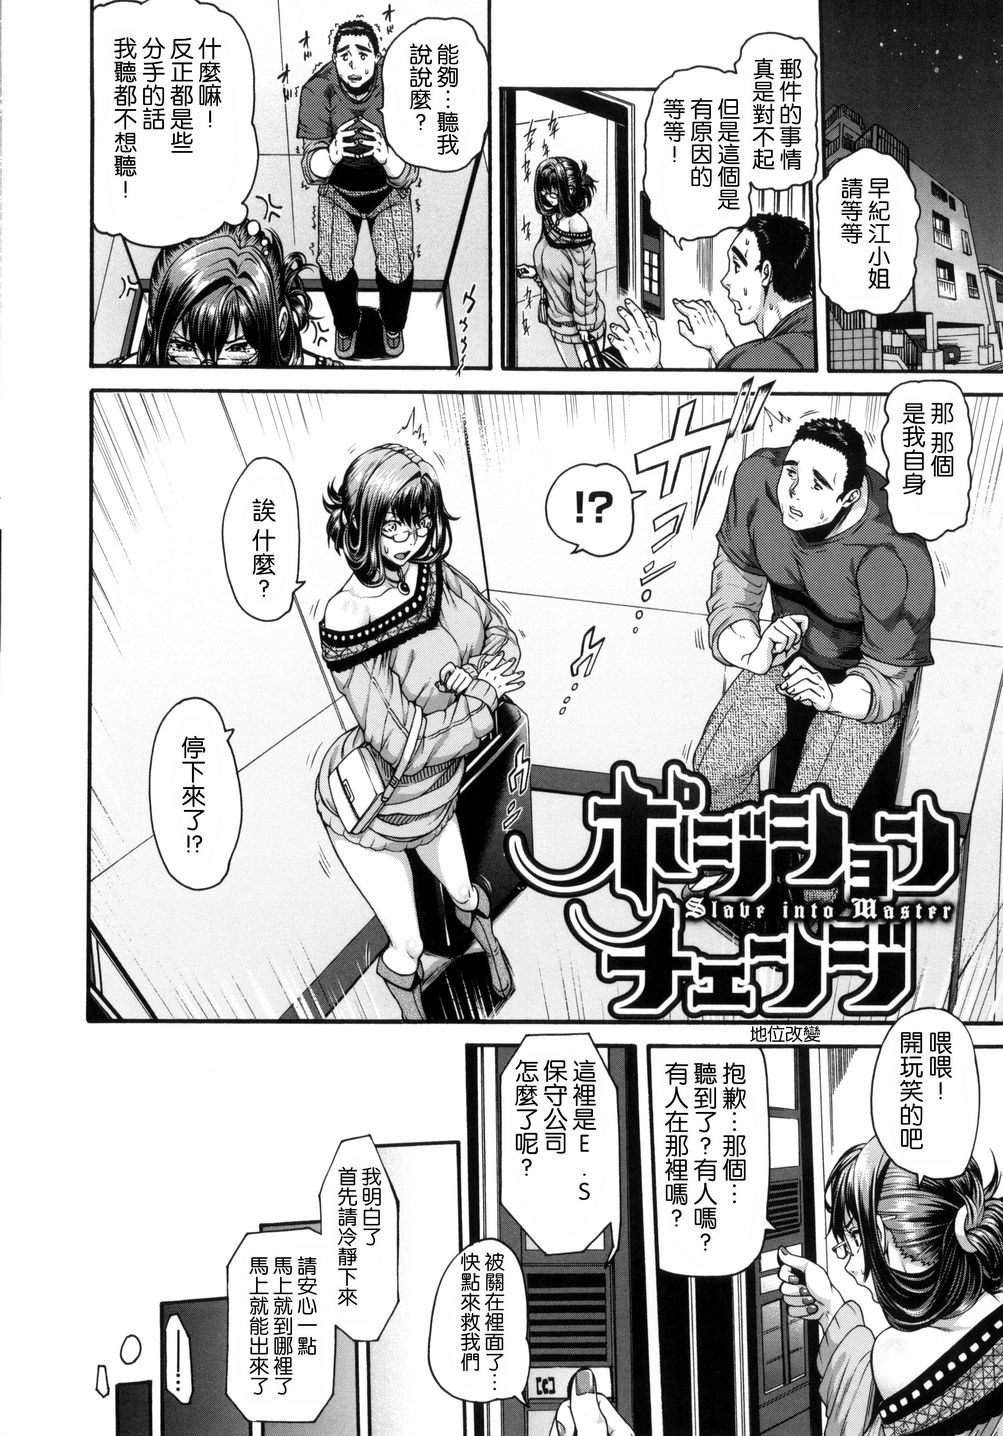 早紀江小姐
請等等
郵件的事情
真是對不起
但是這個是
有原因的
等等！
能夠…聽我
說說麼？
什麼嘛！
反正都是些
分手的話
我聽都不想聽！
那 那個
是我自身
ガガ
!?
誒 什麼？
停下來了!?
ポジション
Slave into Master
チェンジ
地位改變
喂喂！
開玩笑的吧
抱歉…那個…
聽到了？有人嗎？
有人在那裡嗎？
這裡是E.S
保守公司
怎麼了呢？
被關在裡面了
快點來救我們
我明白了
首先請冷靜下來
請安心一點
馬上就到哪裡了
馬上就能出來了
………